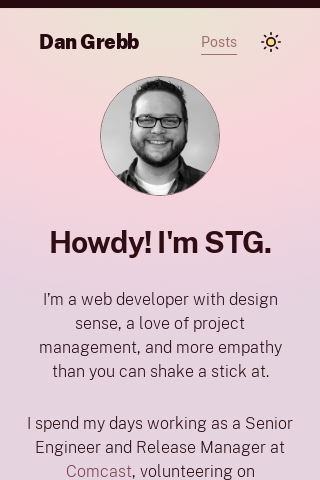 Dan Grebb
Posts
Howdy! I'm STG.
I’m a web developer with design
sense, a love of project
management, and more empathy
than you can shake a stick at.
I spend my days working as a Senior
Engineer and Release Manager at
Comcast, volunteering on